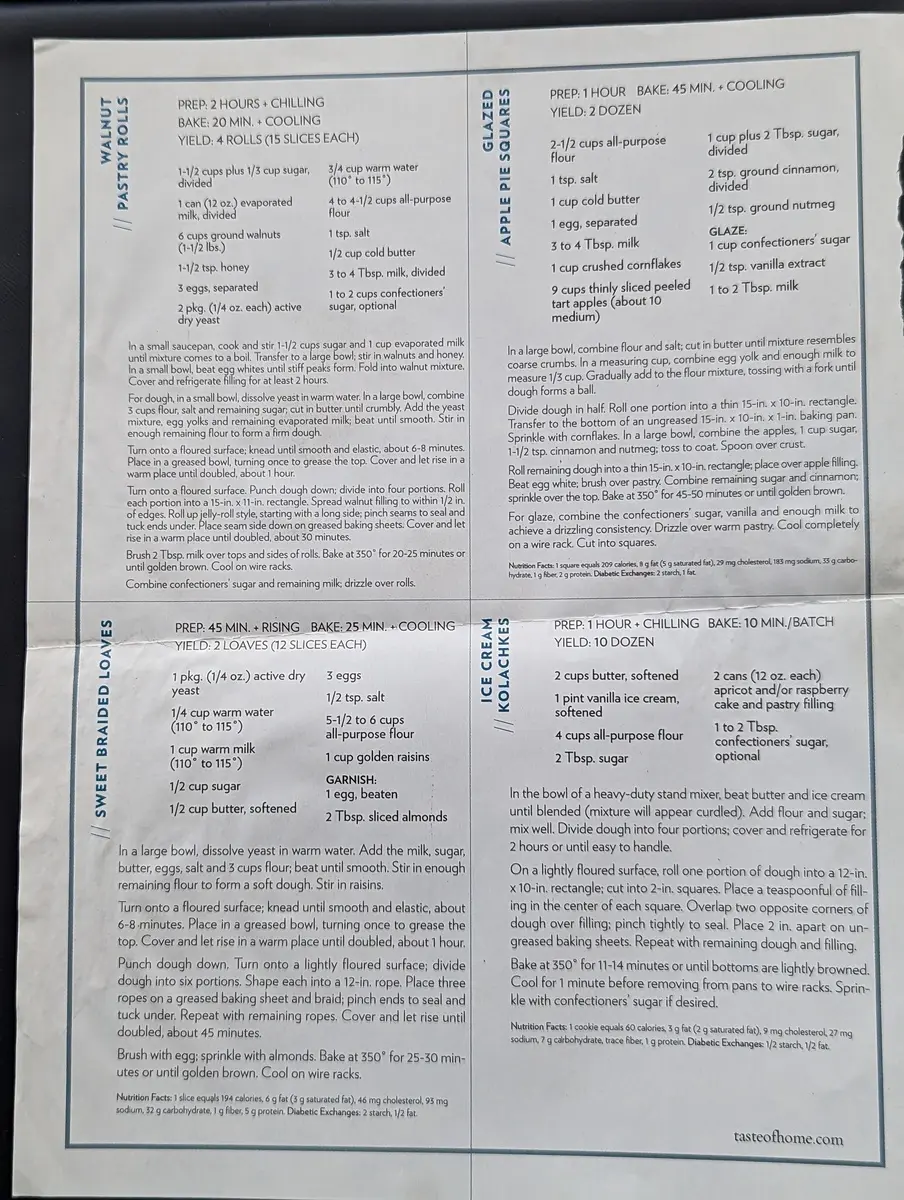 WALNUT
PASTRY ROLLS
//
PREP: 2 HOURS + CHILLING
BAKE: 20 MIN. + COOLING
YIELD: 4 ROLLS (15 SLICES EACH)
1-1/2 cups plus 1/3 cup sugar,
divided
1 can (12 oz.) evaporated
milk, divided
6 cups ground walnuts
(1-1/2 lbs.)
1-1/2 tsp. honey
3 eggs, separated
2 pkg. (1/4 oz. each) active
dry yeast
3/4 cup warm water
(110° to 115°)
4 to 4-1/2 cups all-purpose
flour
1 tsp. salt
1/2 cup cold butter
3 to 4 Tbsp. milk, divided
1 to 2 cups confectioners'
sugar, optional
In a small saucepan, cook and stir 1-1/2 cups sugar and 1 cup evaporated milk
until mixture comes to a boil. Transfer to a large bowl; stir in walnuts and honey.
In a small bowl, beat egg whites until stiff peaks form. Fold into walnut mixture.
Cover and refrigerate filling for at least 2 hours.
For dough, in a small bowl, dissolve yeast in warm water. In a large bowl, combine
3 cups flour, salt and remaining sugar; cut in butter until crumbly. Add the yeast
mixture, egg yolks and remaining evaporated milk; beat until smooth. Stir in
enough remaining flour to form a firm dough.
Turn onto a floured surface; knead until smooth and elastic, about 6-8 minutes.
Place in a greased bowl, turning once to grease the top. Cover and let rise in a
warm place until doubled, about 1 hour.
Turn onto a floured surface. Punch dough down; divide into four portions. Roll
each portion into a 15-in. x 11-in. rectangle. Spread walnut filling to within 1/2 in.
of edges. Roll up jelly-roll style, starting with a long side; pinch seams to seal and
tuck ends under. Place seam side down on greased baking sheets. Cover and let
rise in a warm place until doubled, about 30 minutes.
Brush 2 Tbsp. milk over tops and sides of rolls. Bake at 350° for 20-25 minutes or
until golden brown. Cool on wire racks.
Combine confectioners' sugar and remaining milk; drizzle over rolls.
GLAZED
APPLE PIE SQUARES
//
PREP: 1 HOUR BAKE: 45 MIN. + COOLING
YIELD: 2 DOZEN
2-1/2 cups all-purpose
flour
1 tsp. salt
1 cup cold butter
1 egg, separated
3 to 4 Tbsp. milk
1 cup crushed cornflakes
9 cups thinly sliced peeled
tart apples (about 10
medium)
1 cup plus 2 Tbsp. sugar,
divided
2 tsp. ground cinnamon,
divided
1/2 tsp. ground nutmeg
GLAZE:
1 cup confectioners' sugar
1/2 tsp. vanilla extract
1 to 2 Tbsp. milk
In a large bowl, combine flour and salt; cut in butter until mixture resembles
coarse crumbs. In a measuring cup, combine egg yolk and enough milk to
measure 1/3 cup. Gradually add to the flour mixture, tossing with a fork until
dough forms a ball.
Divide dough in half. Roll one portion into a thin 15-in. x 10-in. rectangle.
Transfer to the bottom of an ungreased 15-in. x 10-in. x 1-in. baking pan.
Sprinkle with cornflakes. In a large bowl, combine the apples, 1 cup sugar,
1-1/2 tsp. cinnamon and nutmeg; toss to coat. Spoon over crust.
Roll remaining dough into a thin 15-in. x 10-in. rectangle; place over apple filling.
Beat egg white; brush over pastry. Combine remaining sugar and cinnamon;
sprinkle over the top. Bake at 350° for 45-50 minutes or until golden brown.
For glaze, combine the confectioners' sugar, vanilla and enough milk to
achieve a drizzling consistency. Drizzle over warm pastry. Cool completely
on a wire rack. Cut into squares.
Nutrition Facts: 1 square equals 209 calories, 8 g fat (5 g saturated fat), 29 mg cholesterol, 183 mg sodium, 33 g carbo-
hydrate, 1 g fiber, 2 g protein. Diabetic Exchanges: 2 starch, 1 fat.
// SWEET BRAIDED LOAVES
PREP: 45 MIN. + RISING BAKE: 25 MIN. + COOLING
YIELD: 2 LOAVES (12 SLICES EACH)
1 pkg. (1/4 oz.) active dry
yeast
1/4 cup warm water
(110° to 115°)
1 cup warm milk
(110° to 115°)
1/2 cup sugar
1/2 cup butter, softened
3 eggs
1/2 tsp. salt
5-1/2 to 6 cups
all-purpose flour
1 cup golden raisins
GARNISH:
1 egg, beaten
2 Tbsp. sliced almonds
In a large bowl, dissolve yeast in warm water. Add the milk, sugar,
butter, eggs, salt and 3 cups flour; beat until smooth. Stir in enough
remaining flour to form a soft dough. Stir in raisins.
Turn onto a floured surface; knead until smooth and elastic, about
6-8 minutes. Place in a greased bowl, turning once to grease the
top. Cover and let rise in a warm place until doubled, about 1 hour.
Punch dough down. Turn onto a lightly floured surface; divide
dough into six portions. Shape each into a 12-in. rope. Place three
ropes on a greased baking sheet and braid; pinch ends to seal and
tuck under. Repeat with remaining ropes. Cover and let rise until
doubled, about 45 minutes.
Brush with egg; sprinkle with almonds. Bake at 350° for 25-30 min-
utes or until golden brown. Cool on wire racks.
Nutrition Facts: 1 slice equals 194 calories, 6 g fat (3 g saturated fat), 46 mg cholesterol, 93 mg
sodium, 32 g carbohydrate, 1 g fiber, 5 g protein. Diabetic Exchanges: 2 starch, 1/2 fat.
ICE CREAM
KOLACHKES
//
PREP: 1 HOUR + CHILLING BAKE: 10 MIN./BATCH
YIELD: 10 DOZEN
2 cups butter, softened
1 pint vanilla ice cream,
softened
4 cups all-purpose flour
2 Tbsp. sugar
2 cans (12 oz. each)
apricot and/or raspberry
cake and pastry filling
1 to 2 Tbsp.
confectioners' sugar,
optional
In the bowl of a heavy-duty stand mixer, beat butter and ice cream
until blended (mixture will appear curdled). Add flour and sugar;
mix well. Divide dough into four portions; cover and refrigerate for
2 hours or until easy to handle.
On a lightly floured surface, roll one portion of dough into a 12-in.
x 10-in. rectangle; cut into 2-in. squares. Place a teaspoonful of fill-
ing in the center of each square. Overlap two opposite corners of
dough over filling; pinch tightly to seal. Place 2 in. apart on un-
greased baking sheets. Repeat with remaining dough and filling.
Bake at 350° for 11-14 minutes or until bottoms are lightly browned.
Cool for 1 minute before removing from pans to wire racks. Sprin-
kle with confectioners' sugar if desired.
Nutrition Facts: 1 cookie equals 60 calories, 3 g fat (2 g saturated fat), 9 mg cholesterol, 27 mg
sodium, 7 g carbohydrate, trace fiber, 1 g protein. Diabetic Exchanges: 1/2 starch, 1/2 fat.
tasteofhome.com